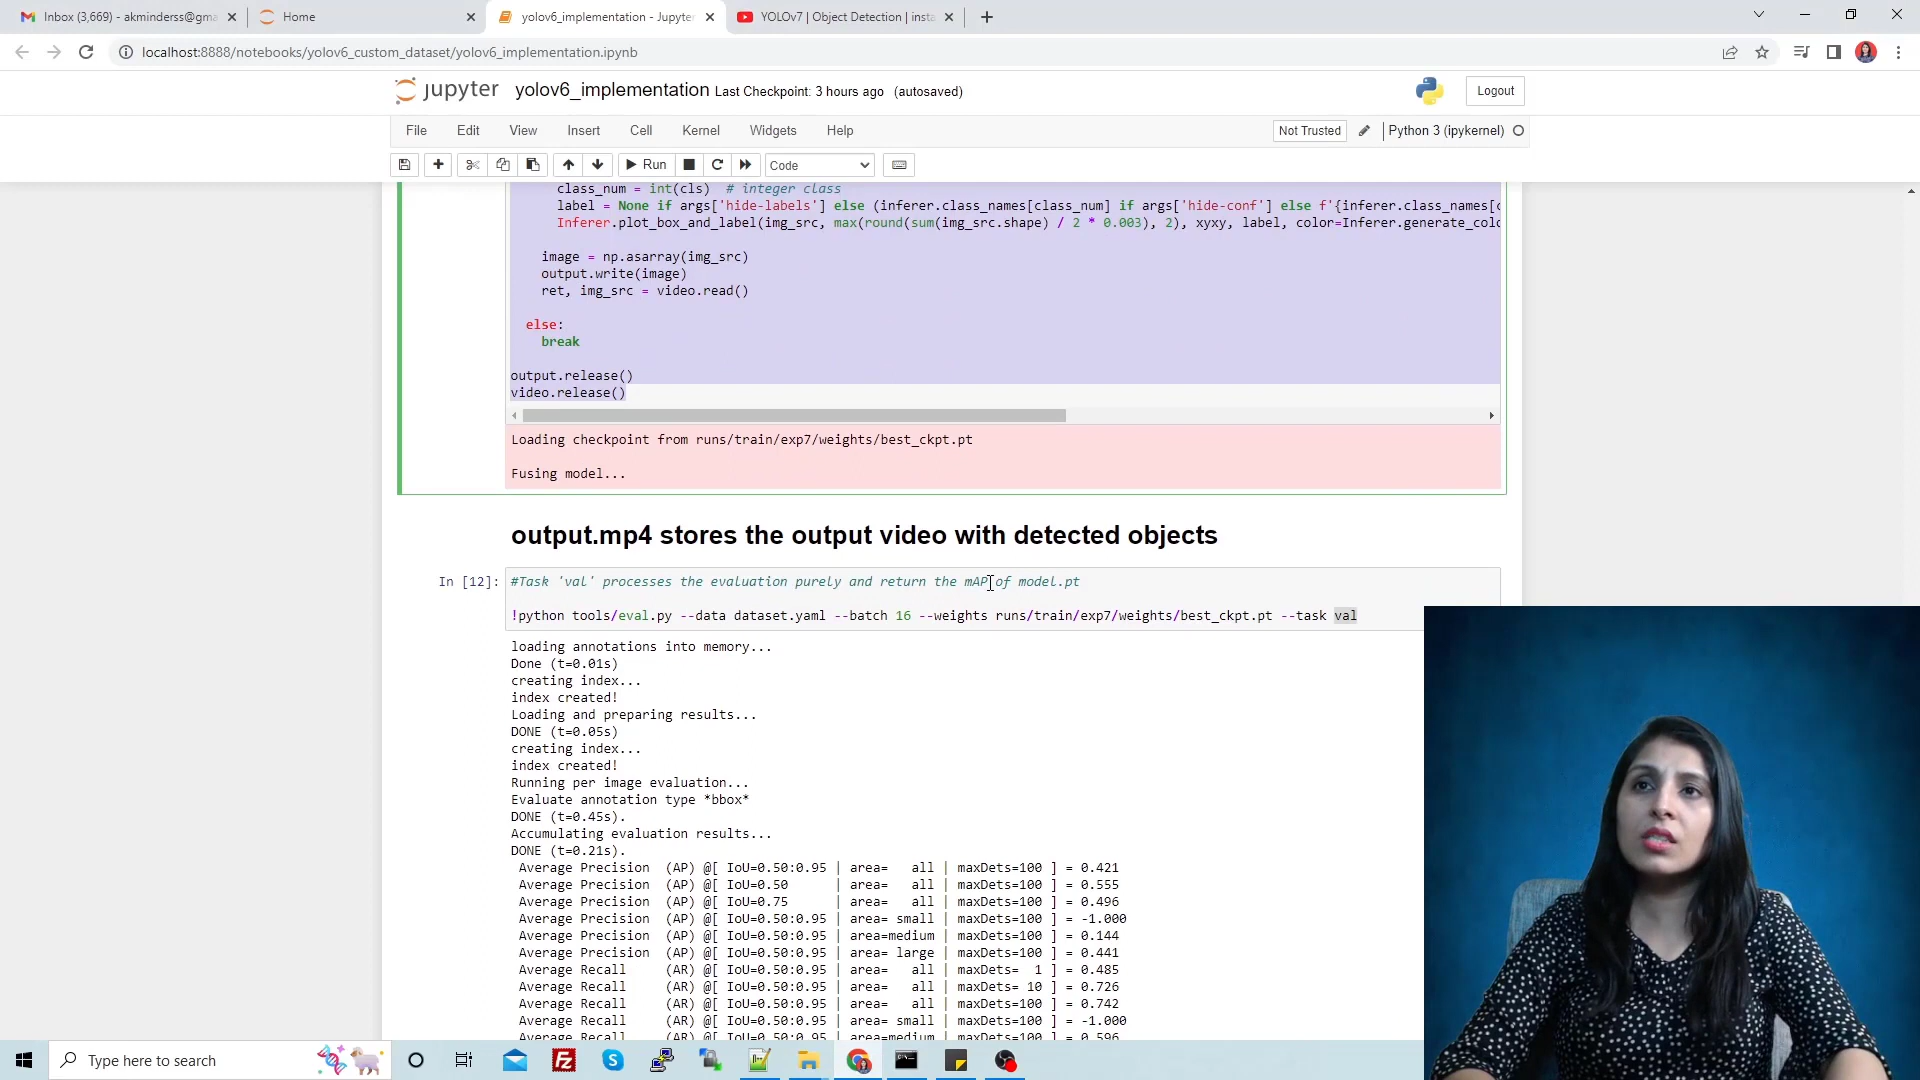 Inbox (3,669) - akminderss@gma
Home
yolov6_implementation - Jupyter
YOLOv7 | Object Detection | insta
localhost:8888/notebooks/yolov6_custom_dataset/yolov6_implementation.ipynb
jupyter yolov6_implementation Last Checkpoint: 3 hours ago (autosaved)
Logout
File Edit View Insert Cell Kernel Widgets Help
Not Trusted
Python 3 (ipykernel)
Run
Code
class_num = int(cls)  # integer class
label = None if args['hide-labels'] else (inferer.class_names[class_num] if args['hide-conf'] else f'{inferer.class_names[c
Inferer.plot_box_and_label(img_src, max(round(sum(img_src.shape) / 2 * 0.003), 2), xyxy, label, color=Inferer.generate_colo
image = np.asarray(img_src)
output.write(image)
ret, img_src = video.read()
else:
break
output.release()
video.release()
Loading checkpoint from runs/train/exp7/weights/best_ckpt.pt
Fusing model...
output.mp4 stores the output video with detected objects
In [12]:
#Task 'val' processes the evaluation purely and return the mAP of model.pt
!python tools/eval.py --data dataset.yaml --batch 16 --weights runs/train/exp7/weights/best_ckpt.pt --task val
loading annotations into memory...
Done (t=0.01s)
creating index...
index created!
Loading and preparing results...
DONE (t=0.05s)
creating index...
index created!
Running per image evaluation...
Evaluate annotation type *bbox*
DONE (t=0.45s).
Accumulating evaluation results...
DONE (t=0.21s).
Average Precision  (AP) @[ IoU=0.50:0.95 | area=   all | maxDets=100 ] = 0.421
Average Precision  (AP) @[ IoU=0.50      | area=   all | maxDets=100 ] = 0.555
Average Precision  (AP) @[ IoU=0.75      | area=   all | maxDets=100 ] = 0.496
Average Precision  (AP) @[ IoU=0.50:0.95 | area= small | maxDets=100 ] = -1.000
Average Precision  (AP) @[ IoU=0.50:0.95 | area=medium | maxDets=100 ] = 0.144
Average Precision  (AP) @[ IoU=0.50:0.95 | area= large | maxDets=100 ] = 0.441
Average Recall     (AR) @[ IoU=0.50:0.95 | area=   all | maxDets=  1 ] = 0.485
Average Recall     (AR) @[ IoU=0.50:0.95 | area=   all | maxDets= 10 ] = 0.726
Average Recall     (AR) @[ IoU=0.50:0.95 | area=   all | maxDets=100 ] = 0.742
Average Recall     (AR) @[ IoU=0.50:0.95 | area= small | maxDets=100 ] = -1.000
Average Recall     (AR) @[ IoU=0.50:0.95 | area=medium | maxDets=100 ] = 0.596
Type here to search